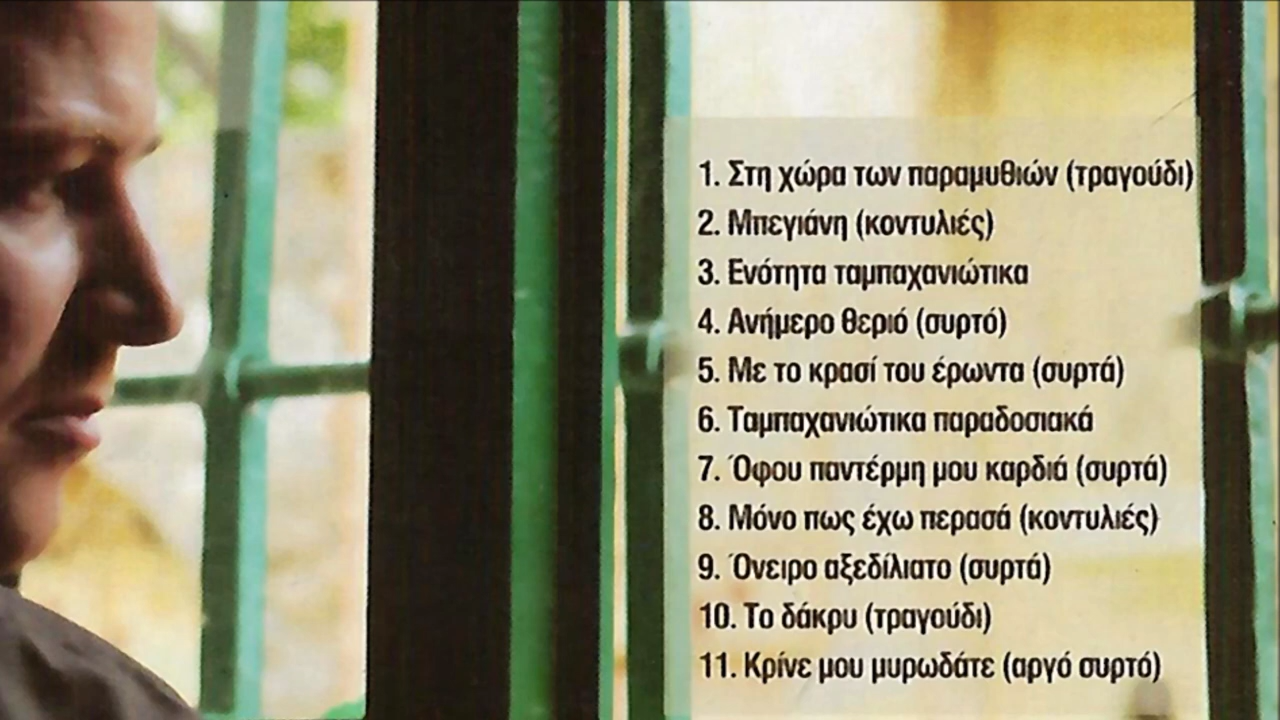 1. Στη χώρα των παραμυθιών (τραγούδι)
2. Μπεγιάνη (κοντυλιές)
3. Ενότητα ταμπαχανιώτικα
4. Ανήμερο θεριό (συρτό)
5. Με το κρασί του έρωντα (συρτά)
6. Ταμπαχανιώτικα παραδοσιακά
7. Όφου παντέρμη μου καρδιά (συρτά)
8. Μόνο πως έχω περασά (κοντυλιές)
9. Όνειρο αξεδίλιατο (συρτά)
10. Το δάκρυ (τραγούδι)
11. Κρίνε μου μυρωδάτε (αργό συρτό)